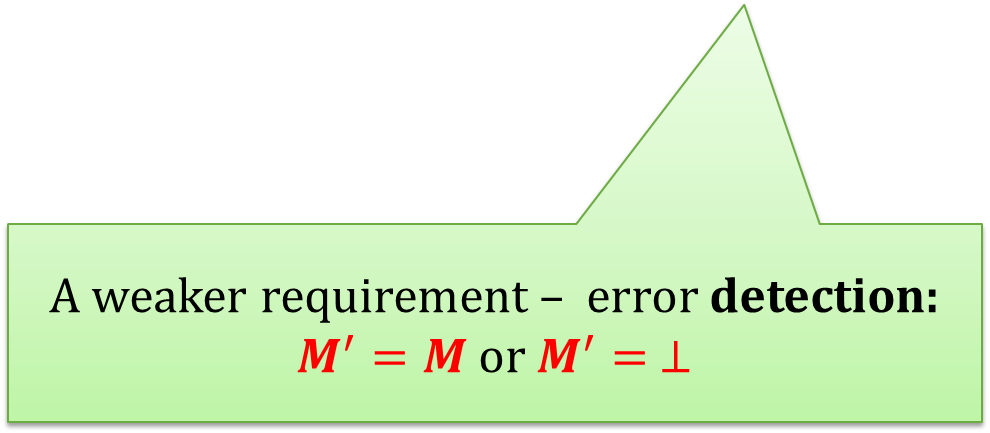 A weaker requirement – error detection:
M′ = M or M′ = ⊥